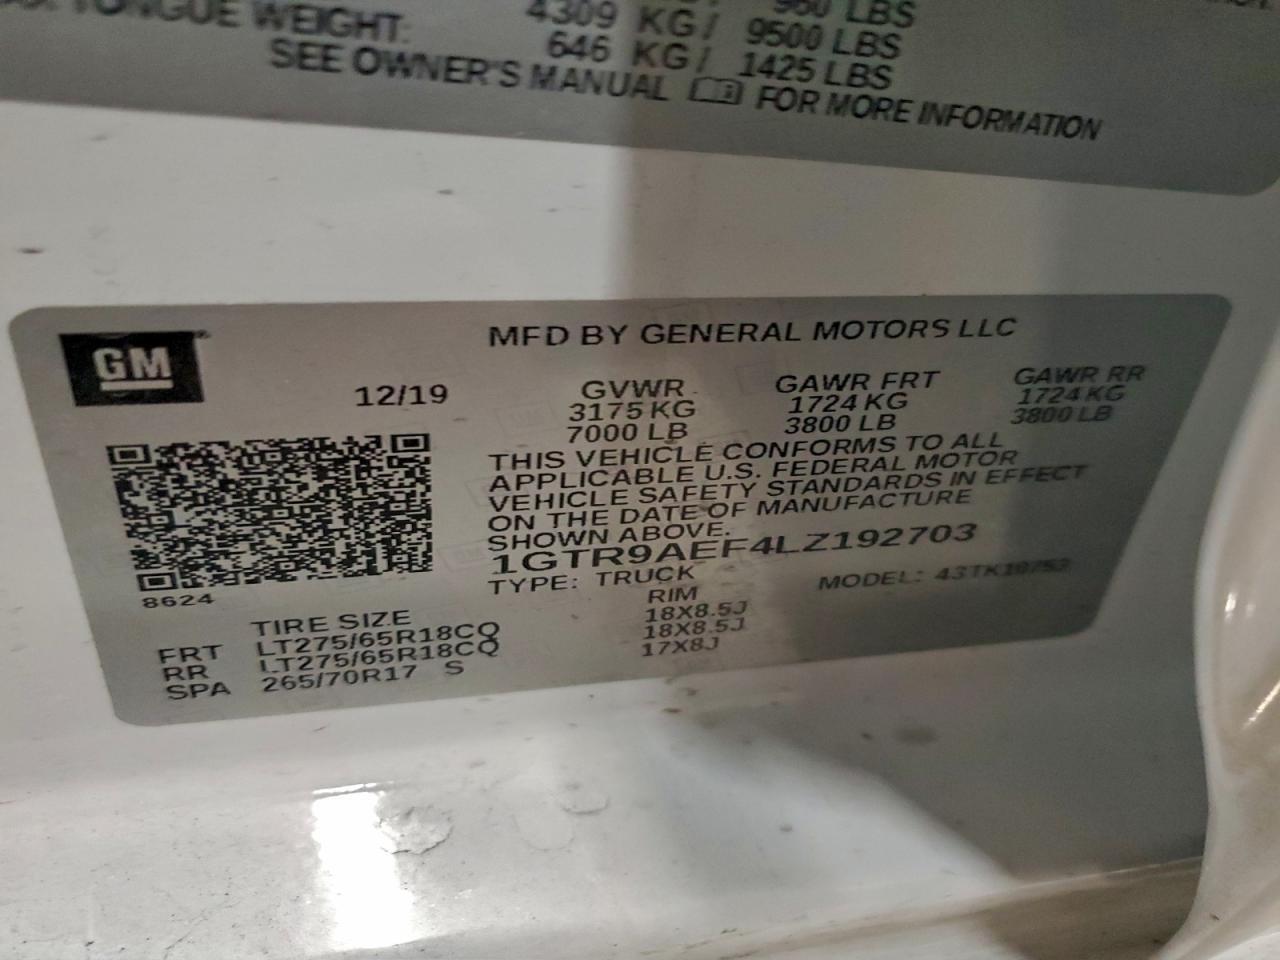 TONGUE WEIGHT:
4309 KG / 9500 LBS
646 KG / 1425 LBS
SEE OWNER'S MANUAL FOR MORE INFORMATION
GM
MFD BY GENERAL MOTORS LLC
12/19 GVWR GAWR FRT GAWR RR
3175 KG 1724 KG 1724 KG
7000 LB 3800 LB 3800 LB
THIS VEHICLE CONFORMS TO ALL
APPLICABLE U.S. FEDERAL MOTOR
VEHICLE SAFETY STANDARDS IN EFFECT
ON THE DATE OF MANUFACTURE
SHOWN ABOVE.
1GTR9AEF4LZ192703
TYPE: TRUCK MODEL:
8624
TIRE SIZE RIM
FRT LT275/65R18CQ 18X8.5J
RR LT275/65R18CQ 18X8.5J
SPA 265/70R17 S 17X8J